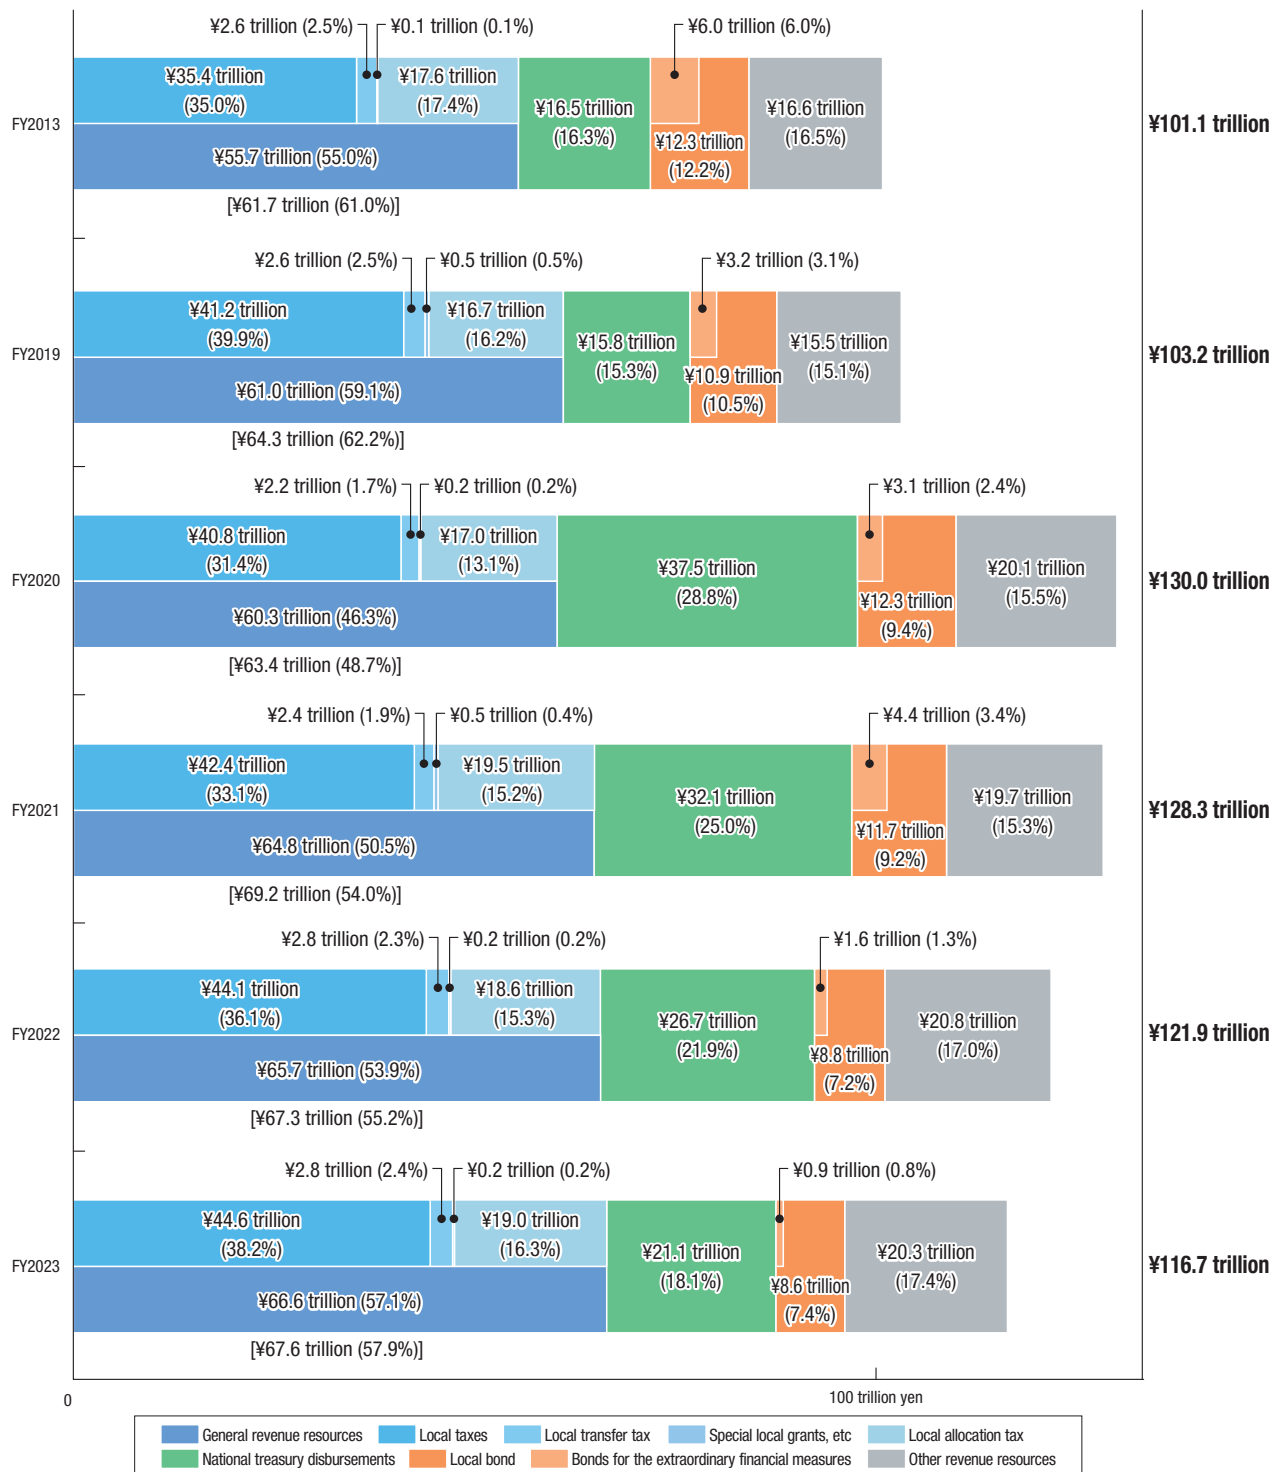 ¥2.6 trillion (2.5%) ¥0.1 trillion (0.1%) ¥6.0 trillion (6.0%)
¥35.4 trillion
(35.0%)
¥17.6 trillion
(17.4%)
¥16.5 trillion
(16.3%)
¥12.3 trillion
(12.2%)
¥16.6 trillion
(16.5%)
FY2013
¥101.1 trillion
¥55.7 trillion (55.0%)
[¥61.7 trillion (61.0%)]
¥2.6 trillion (2.5%) ¥0.5 trillion (0.5%) ¥3.2 trillion (3.1%)
¥41.2 trillion
(39.9%)
¥16.7 trillion
(16.2%)
¥15.8 trillion
(15.3%)
¥10.9 trillion
(10.5%)
¥15.5 trillion
(15.1%)
FY2019
¥103.2 trillion
¥61.0 trillion (59.1%)
[¥64.3 trillion (62.2%)]
¥2.2 trillion (1.7%) ¥0.2 trillion (0.2%) ¥3.1 trillion (2.4%)
¥40.8 trillion
(31.4%)
¥17.0 trillion
(13.1%)
¥37.5 trillion
(28.8%)
¥12.3 trillion
(9.4%)
¥20.1 trillion
(15.5%)
FY2020
¥130.0 trillion
¥60.3 trillion (46.3%)
[¥63.4 trillion (48.7%)]
¥2.4 trillion (1.9%) ¥0.5 trillion (0.4%) ¥4.4 trillion (3.4%)
¥42.4 trillion
(33.1%)
¥19.5 trillion
(15.2%)
¥32.1 trillion
(25.0%)
¥11.7 trillion
(9.2%)
¥19.7 trillion
(15.3%)
FY2021
¥128.3 trillion
¥64.8 trillion (50.5%)
[¥69.2 trillion (54.0%)]
¥2.8 trillion (2.3%) ¥0.2 trillion (0.2%) ¥1.6 trillion (1.3%)
¥44.1 trillion
(36.1%)
¥18.6 trillion
(15.3%)
¥26.7 trillion
(21.9%)
¥8.8 trillion
(7.2%)
¥20.8 trillion
(17.0%)
FY2022
¥121.9 trillion
¥65.7 trillion (53.9%)
[¥67.3 trillion (55.2%)]
¥2.8 trillion (2.4%) ¥0.2 trillion (0.2%) ¥0.9 trillion (0.8%)
¥44.6 trillion
(38.2%)
¥19.0 trillion
(16.3%)
¥21.1 trillion
(18.1%)
¥8.6 trillion
(7.4%)
¥20.3 trillion
(17.4%)
FY2023
¥116.7 trillion
¥66.6 trillion (57.1%)
[¥67.6 trillion (57.9%)]
0 100 trillion yen
General revenue resources Local taxes Local transfer tax Special local grants, etc Local allocation tax
National treasury disbursements Local bond Bonds for the extraordinary financial measures Other revenue resources